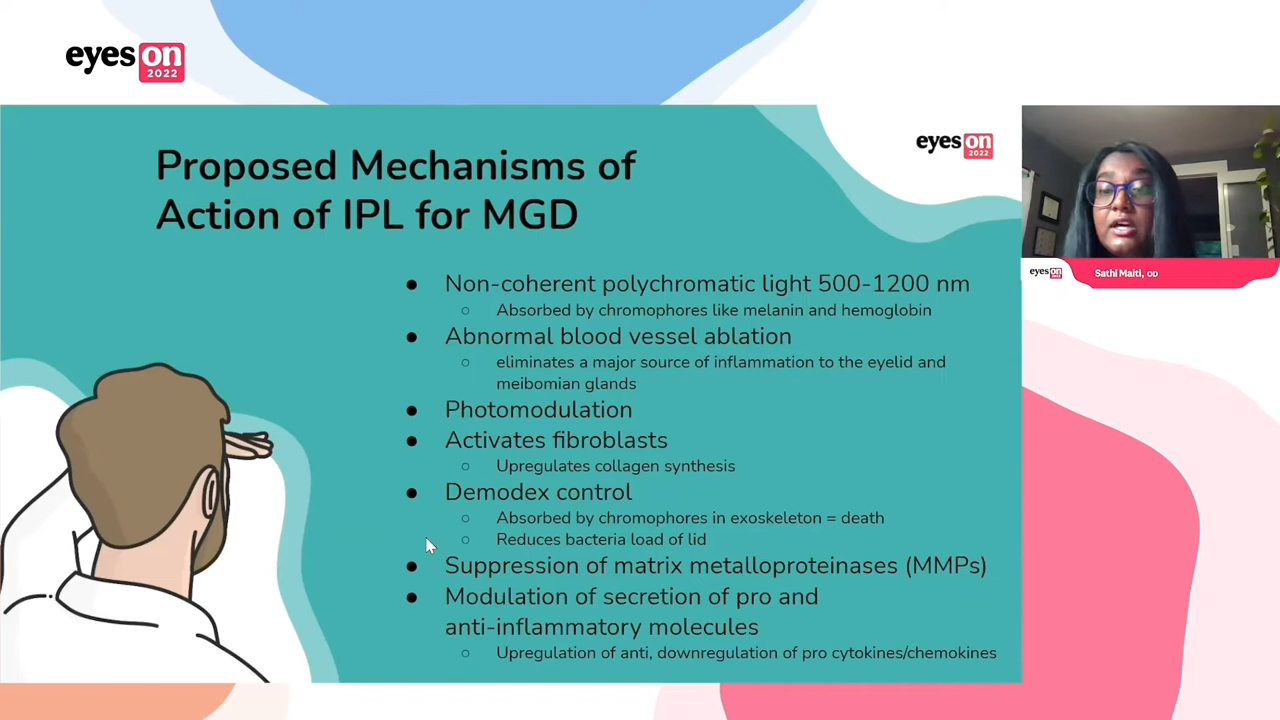 eyes on
2022
eyes on
2022
Proposed Mechanisms of
Action of IPL for MGD
● Non-coherent polychromatic light 500-1200 nm
○ Absorbed by chromophores like melanin and hemoglobin
● Abnormal blood vessel ablation
○ eliminates a major source of inflammation to the eyelid and
meibomian glands
● Photomodulation
● Activates fibroblasts
○ Upregulates collagen synthesis
● Demodex control
○ Absorbed by chromophores in exoskeleton = death
○ Reduces bacteria load of lid
● Suppression of matrix metalloproteinases (MMPs)
● Modulation of secretion of pro and
anti-inflammatory molecules
○ Upregulation of anti, downregulation of pro cytokines/chemokines
eyes on
2022
Sathi Maiti, OD